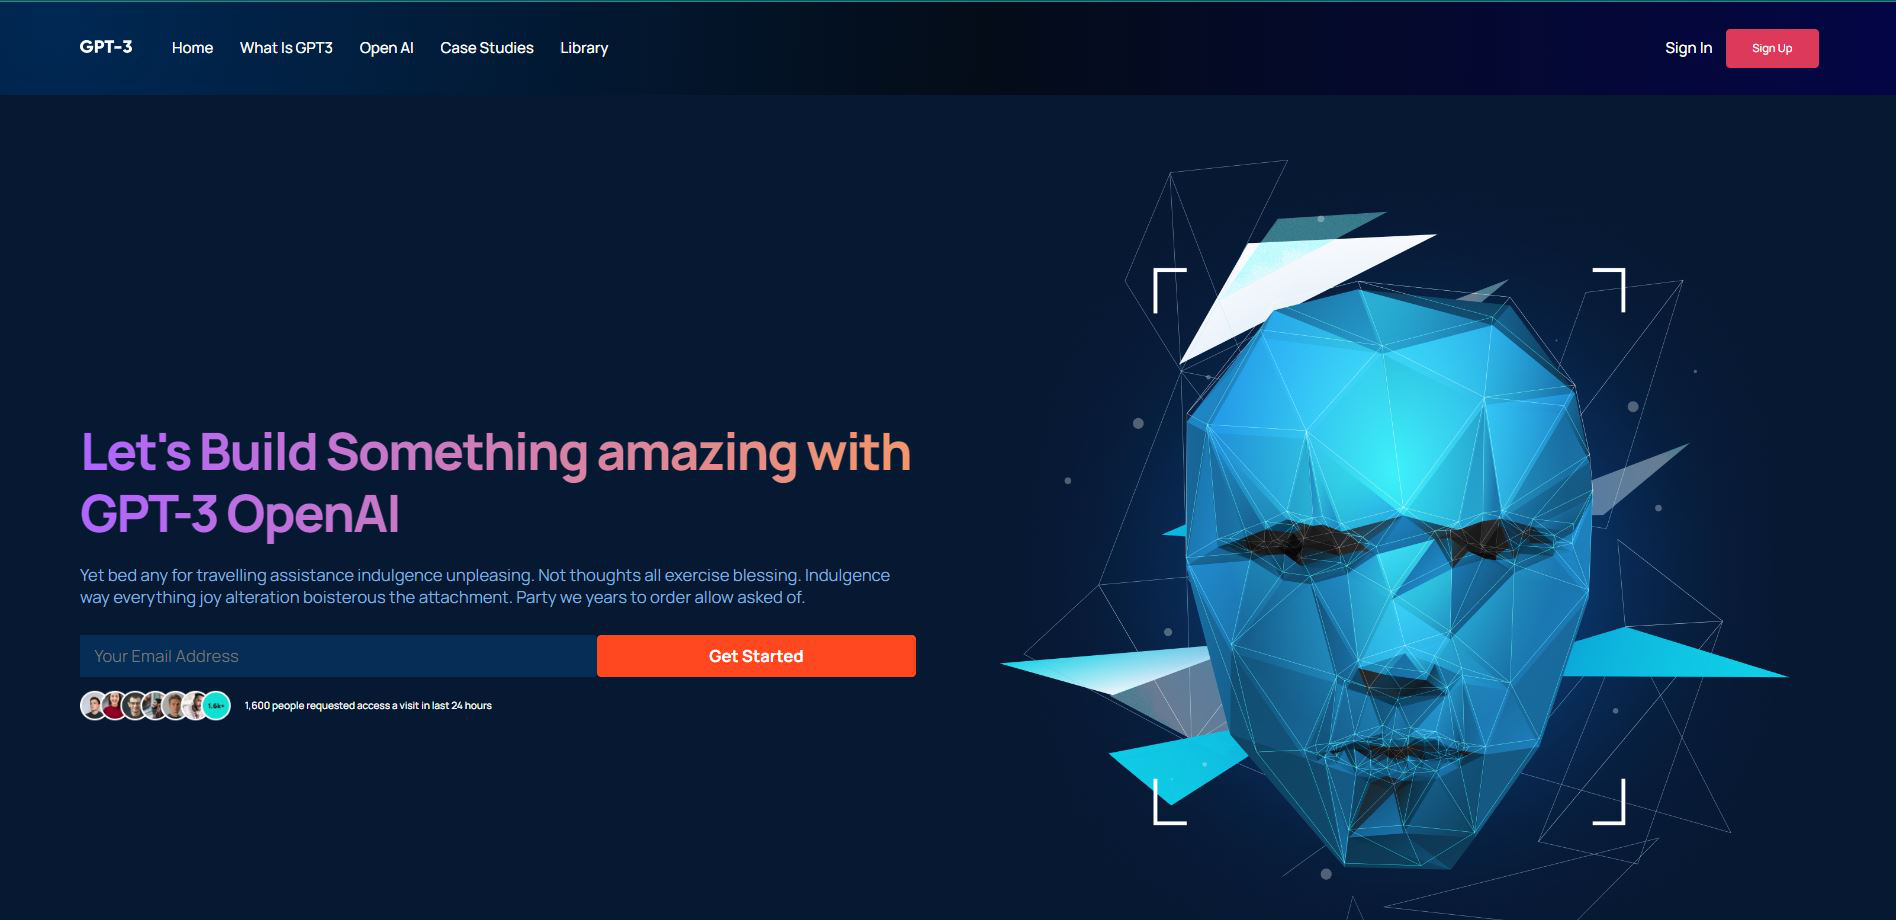 GPT-3
Home
What Is GPT3
Open AI
Case Studies
Library
Sign In
Sign Up
Let's Build Something amazing with
GPT-3 OpenAI
Yet bed any for travelling assistance indulgence unpleasing. Not thoughts all exercise blessing. Indulgence
way everything joy alteration boisterous the attachment. Party we years to order allow asked of.
Your Email Address
Get Started
1.6k+
1,600 people requested access a visit in last 24 hours